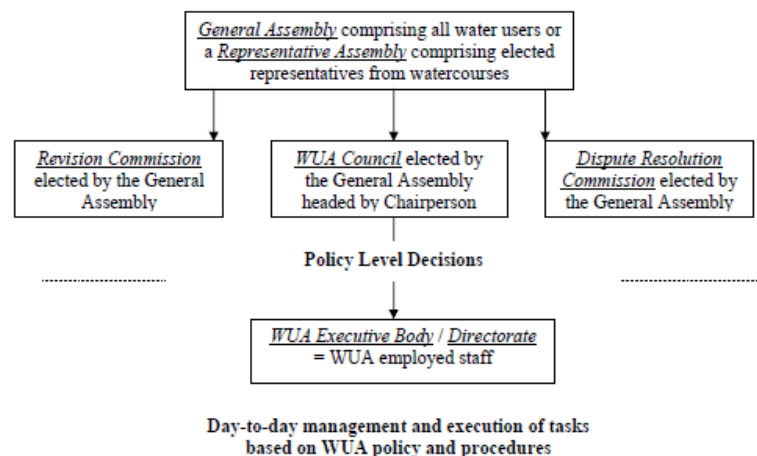 General Assembly comprising all water users or
a Representative Assembly comprising elected
representatives from watercourses
Revision Commission
elected by the General
Assembly
WUA Council elected by
the General Assembly
headed by Chairperson
Dispute Resolution
Commission elected by
the General Assembly
Policy Level Decisions
WUA Executive Body / Directorate
= WUA employed staff
Day-to-day management and execution of tasks
based on WUA policy and procedures